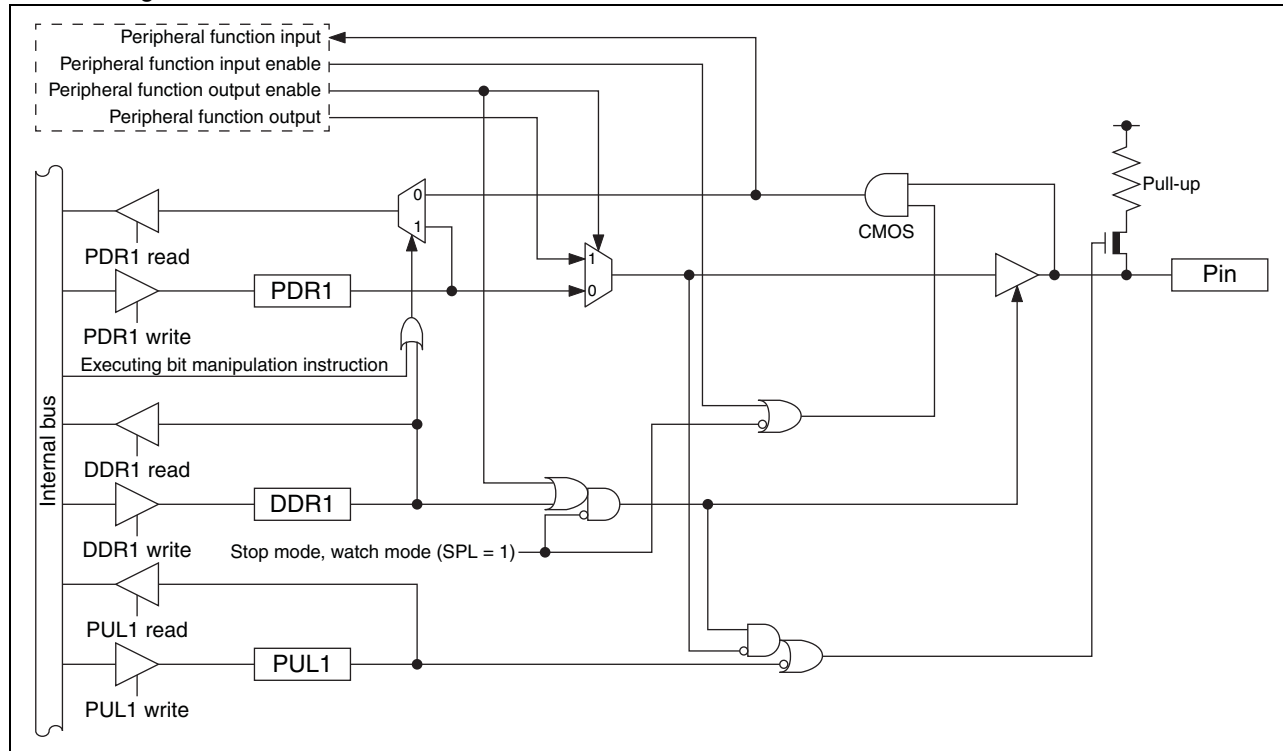 Peripheral function input
Peripheral function input enable
Peripheral function output enable
Peripheral function output
Pull-up
0
1
CMOS
PDR1 read
1
Pin
PDR1
0
PDR1 write
Executing bit manipulation instruction
Internal bus
DDR1 read
DDR1
DDR1 write
Stop mode, watch mode (SPL = 1)
PUL1 read
PUL1
PUL1 write